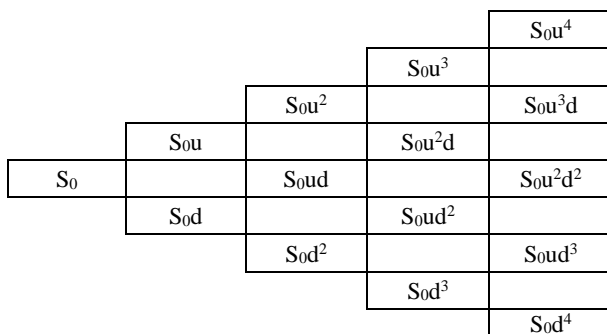 S₀u⁴
S₀u³
S₀u² S₀u³d
S₀u S₀u²d
S₀ S₀ud S₀u²d²
S₀d S₀ud²
S₀d² S₀ud³
S₀d³
S₀d⁴